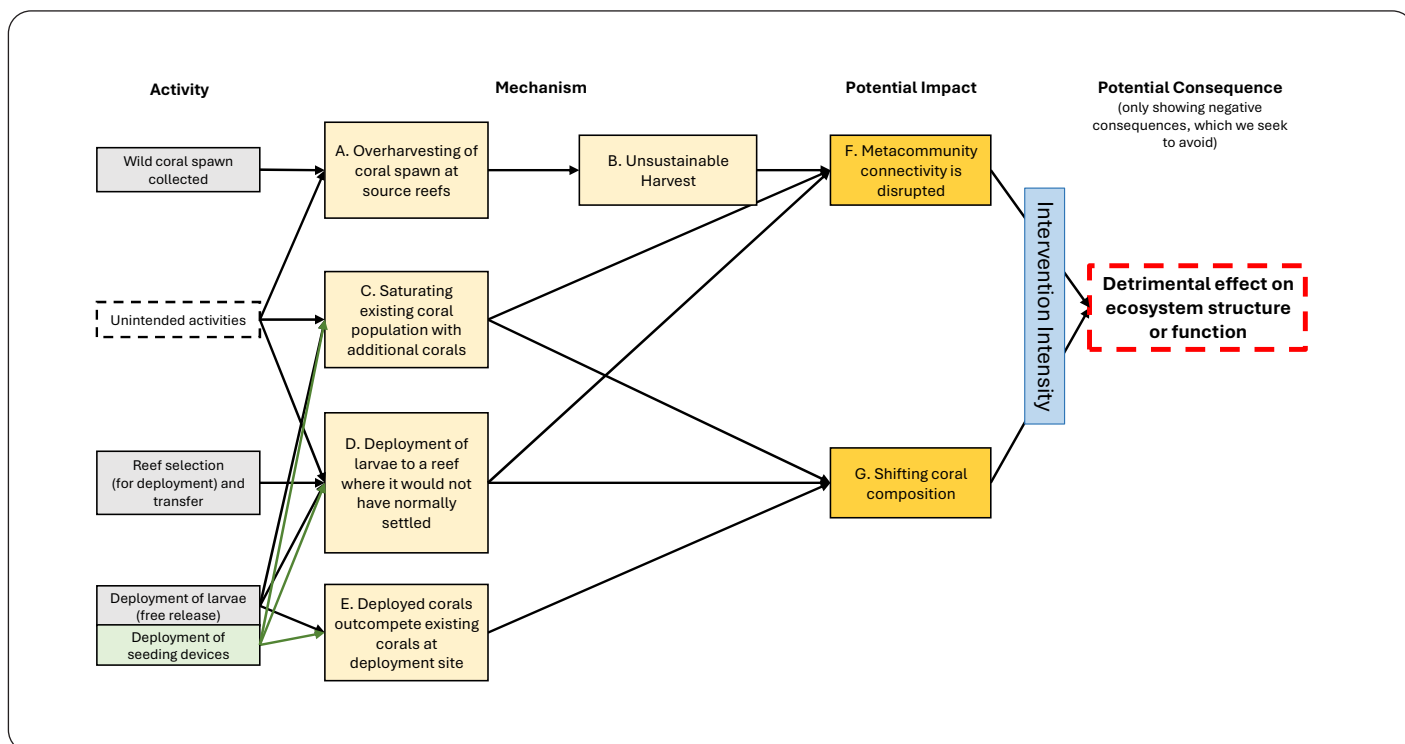 Activity
Mechanism
Potential Impact
Potential Consequence
(only showing negative
consequences, which we seek
to avoid)
Wild coral spawn
collected
A. Overharvesting of
coral spawn at
source reefs
B. Unsustainable
Harvest
F. Metacommunity
connectivity is
disrupted
Unintended activities
C. Saturating
existing coral
population with
additional corals
Intervention Intensity
Detrimental effect on
ecosystem structure
or function
Reef selection
(for deployment) and
transfer
D. Deployment of
larvae to a reef
where it would not
have normally
settled
G. Shifting coral
composition
Deployment of larvae
(free release)
Deployment of
seeding devices
E. Deployed corals
outcompete existing
corals at
deployment site